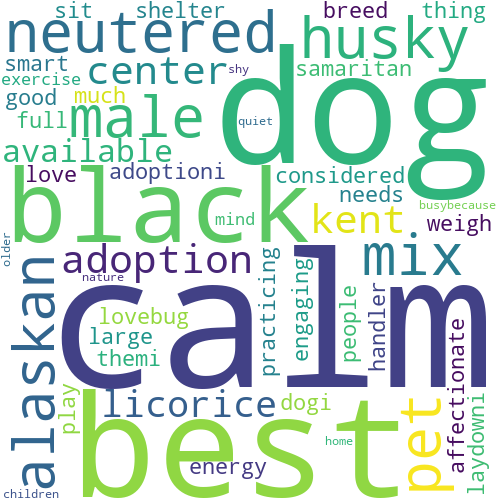 sit shelter breed thing
neutered husky
smart center samaritan
exercise shy
good much dog
full male quiet
available
love adoptioni considered
needs busybecause
black mind kent weigh
older
adoption mix
nature
alaskan calm practicing engaging people handler
lovebug
large
themi
play licorice dogi pet affectionate laydowni
best energy home
children